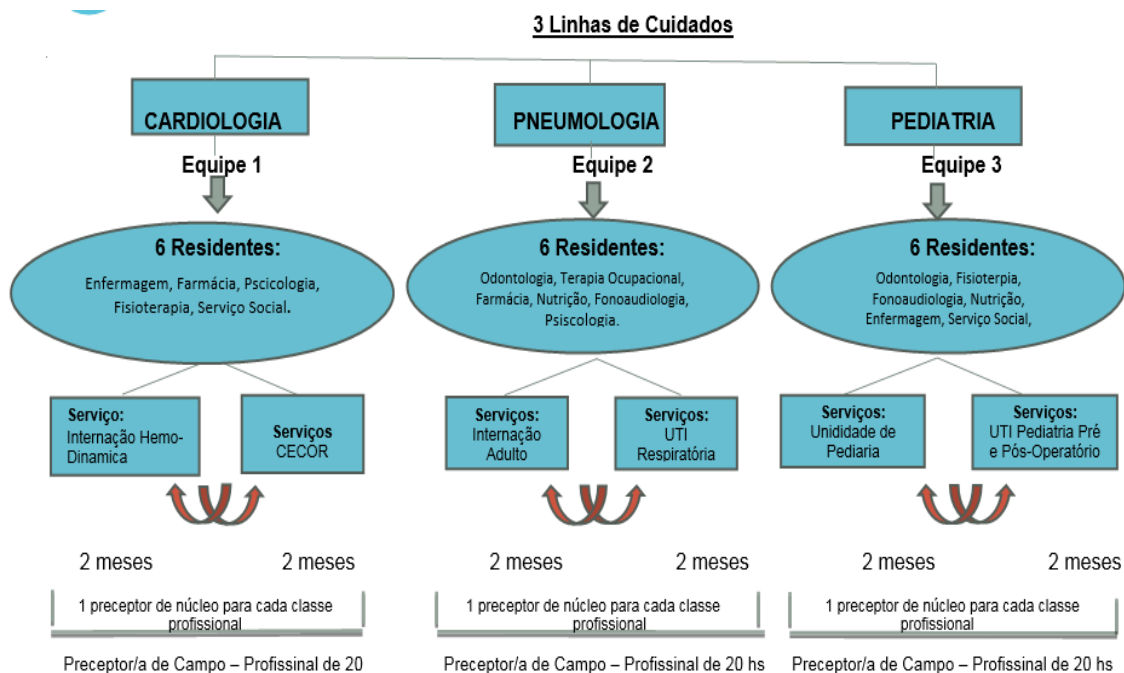 3 Linhas de Cuidados
CARDIOLOGIA
Equipe 1
6 Residentes:
Enfermagem, Farmácia, Pscicologia,
Fisioterapia, Serviço Social.
Serviço:
Internação Hemo-
Dinamica
Serviços
CECOR
2 meses
2 meses
1 preceptor de núcleo para cada classe
profissional
Preceptor/a de Campo – Profissinal de 20
PNEUMOLOGIA
Equipe 2
6 Residentes:
Odontologia, Terapia Ocupacional,
Farmácia, Nutrição, Fonoaudiologia,
Psiscologia.
Serviços:
Internação
Adulto
Serviços:
UTI
Respiratória
2 meses
2 meses
1 preceptor de núcleo para cada classe
profissional
Preceptor/a de Campo – Profissinal de 20 hs
PEDIATRIA
Equipe 3
6 Residentes:
Odontologia, Fisioterpia,
Fonoaudiologia, Nutrição,
Enfermagem, Serviço Social,
Serviços:
Unididade de
Pediaria
Serviços:
UTI Pediatria Pré
e Pós-Operatório
2 meses
2 meses
1 preceptor de núcleo para cada classe
profissional
Preceptor/a de Campo – Profissinal de 20 hs